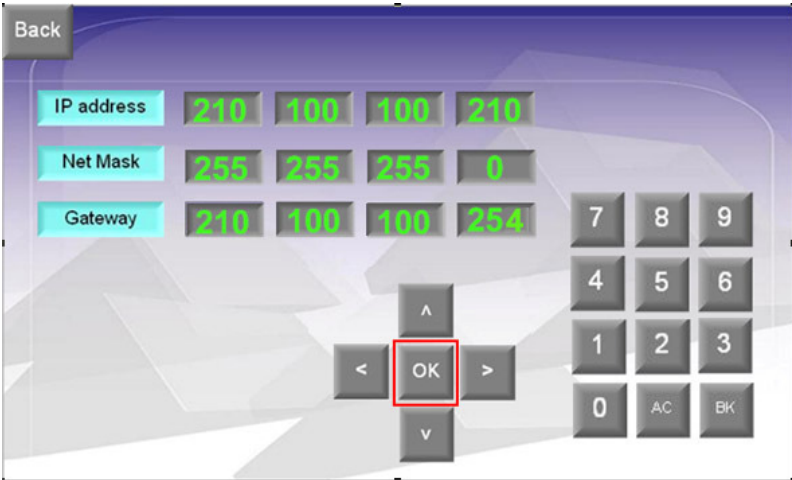 Back
IP address 210 100 100 210
Net Mask 255 255 255 0
Gateway 210 100 100 254
7 8 9
4 5 6
^
1 2 3
< OK >
0 AC BK
v